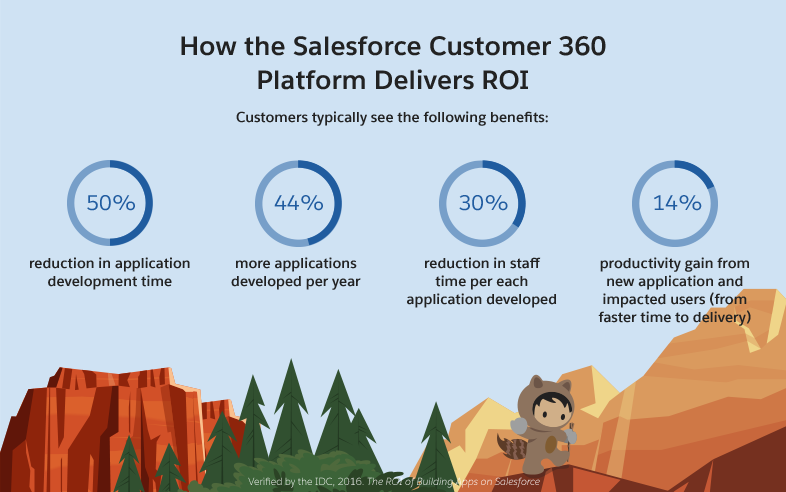 How the Salesforce Customer 360
Platform Delivers ROI
Customers typically see the following benefits:
50%
reduction in application
development time
44%
more applications
developed per year
30%
reduction in staff
time per each
application developed
14%
productivity gain from
new application and
impacted users (from
faster time to delivery)
Verified by the IDC, 2016. The ROI of Building Apps on Salesforce